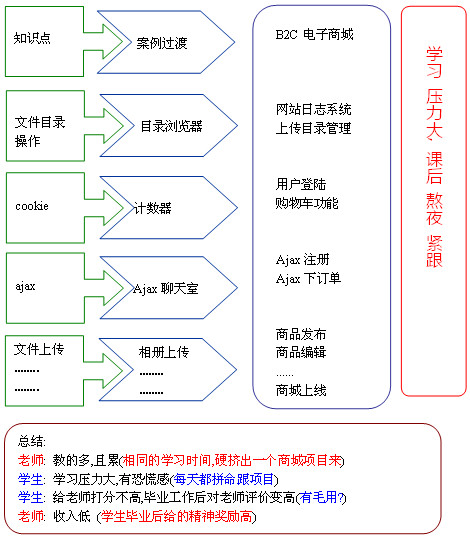 知识点
案例过渡
B2C 电子商城
文件目录
操作
目录浏览器
网站日志系统
上传目录管理
cookie
计数器
用户登陆
购物车功能
ajax
Ajax 聊天室
Ajax 注册
Ajax 下订单
文件上传
........
........
相册上传
........
........
商品发布
商品编辑
......
商城上线
学习 压力大、课后 熬夜 紧跟
总结:
老师: 教的多,且累(相同的学习时间,硬挤出一个商城项目来)
学生: 学习压力大,有恐慌感(每天都拼命跟项目)
学生: 给老师打分不高,毕业工作后对老师评价变高(有毛用?)
老师: 收入低 (学生毕业后给的精神奖励高)